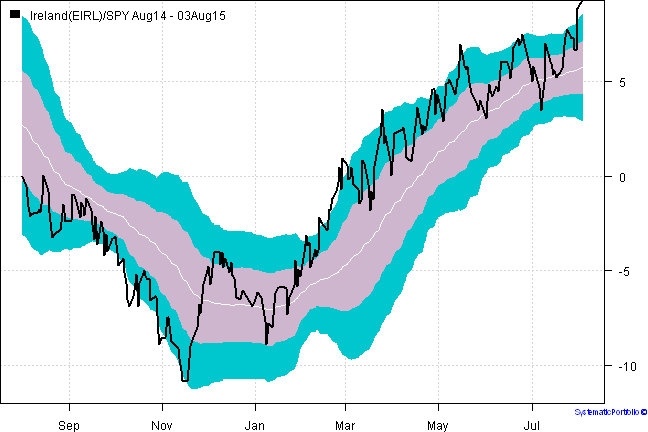 Ireland(EIRL)/SPY Aug14 - 03Aug15
5
0
-5
-10
Sep Nov Jan Mar May Jul
SystematicPortfolio ©